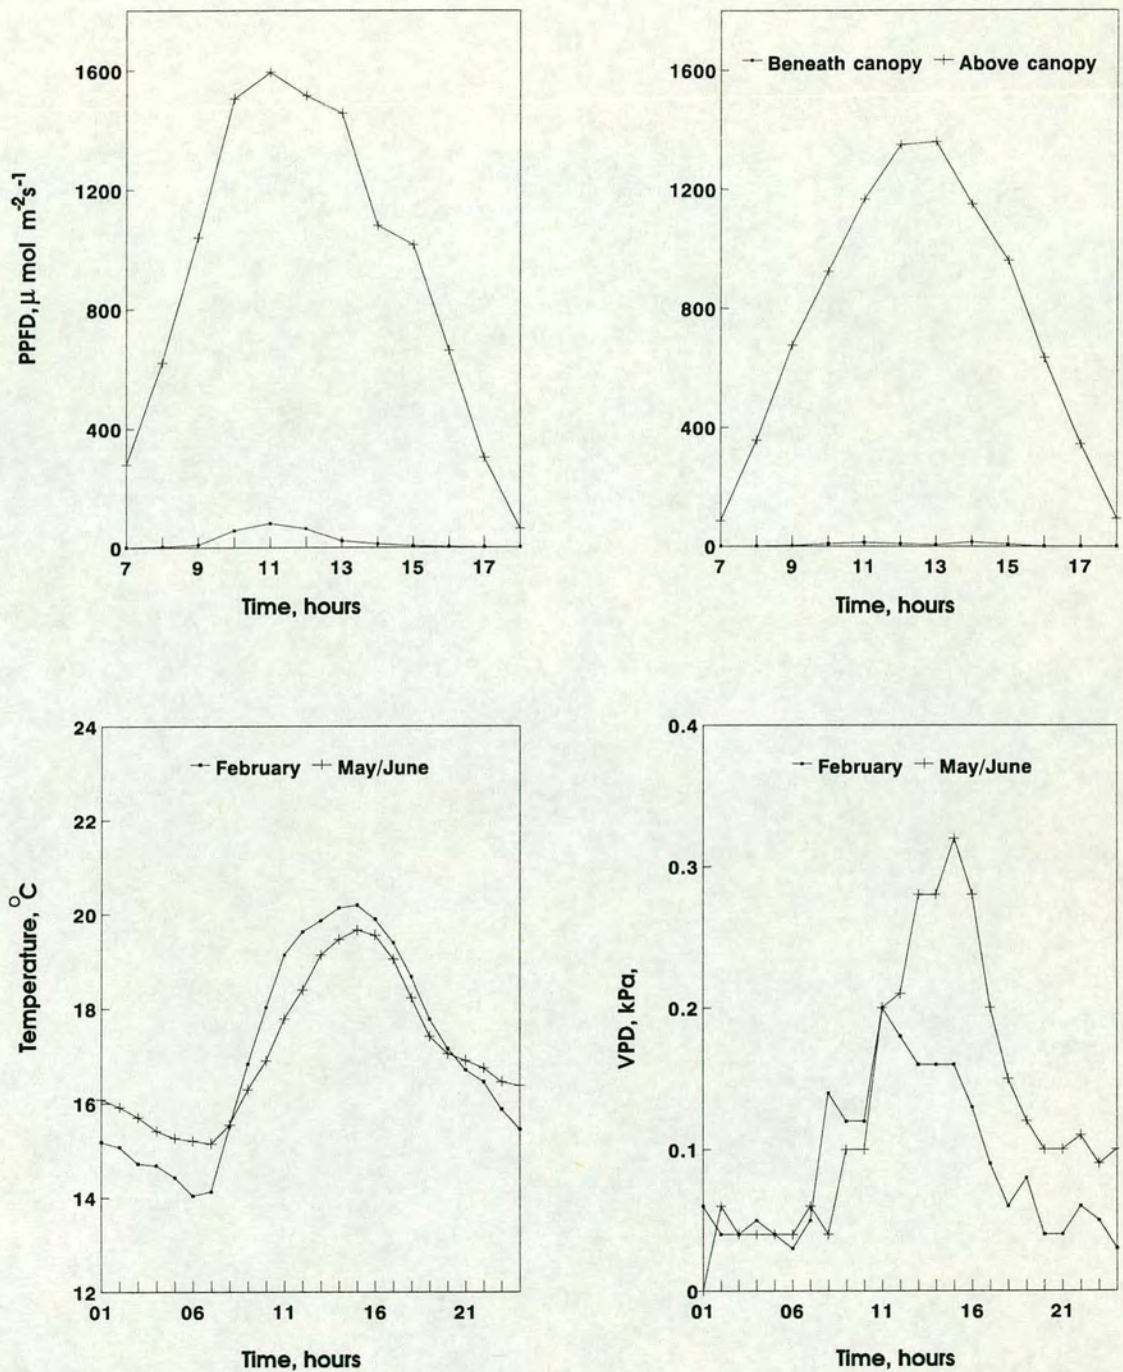 PPFD, μ mol m-2s-1
1600
1200
800
400
0
7 9 11 13 15 17
Time, hours
Beneath canopy Above canopy
1600
1200
800
400
0
7 9 11 13 15 17
Time, hours
Temperature, °C
February May/June
24
22
20
18
16
14
12
01 06 11 16 21
Time, hours
VPD, kPa,
February May/June
0.4
0.3
0.2
0.1
0
01 06 11 16 21
Time, hours